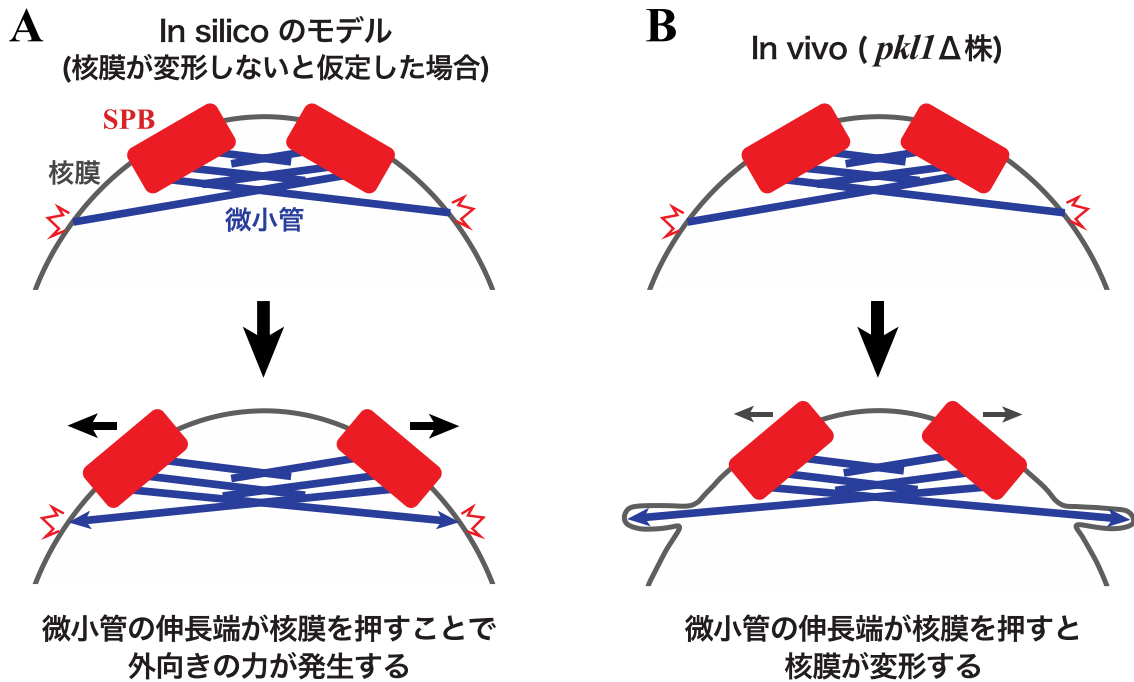 A
In silico のモデル
(核膜が変形しないと仮定した場合)
SPB
核膜
微小管
微小管の伸長端が核膜を押すことで
外向きの力が発生する
B
In vivo ( pkl1Δ株)
微小管の伸長端が核膜を押すと
核膜が変形する